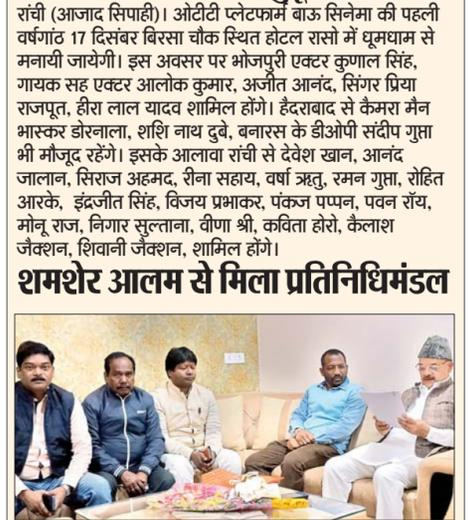 रांची (आजाद सिपाही)। ओटीटी प्लेटफार्म बाऊ सिनेमा की पहली
वर्षगांठ 17 दिसंबर बिरसा चौक स्थित होटल रासो में धूमधाम से
मनायी जायेगी। इस अवसर पर भोजपुरी एक्टर कुणाल सिंह,
गायक सह एक्टर आलोक कुमार, अजीत आनंद, सिंगर प्रिया
राजपूत, हीरा लाल यादव शामिल होंगे। हैदराबाद से कैमरा मैन
भास्कर डोरनाला, शशि नाथ दुबे, बनारस के डीओपी संदीप गुप्ता
भी मौजूद रहेंगे। इसके आलावा रांची से देवेश खान, आनंद
जालान, सिराज अहमद, रीना सहाय, वर्षा ऋतु, रमन गुप्ता, रोहित
आरके, इंद्रजीत सिंह, विजय प्रभाकर, पंकज पप्पन, पवन रॉय,
मोनू राज, निगार सुल्ताना, वीणा श्री, कविता होरो, कैलाश
जैक्शन, शिवानी जैक्शन, शामिल होंगे।
शमशेर आलम से मिला प्रतिनिधिमंडल